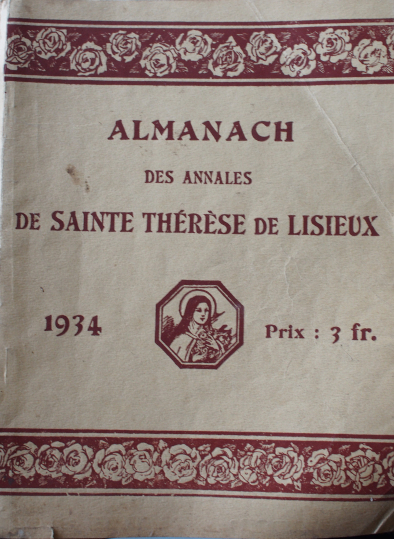 ALMANACH
DES ANNALES
DE SAINTE THÉRÈSE DE LISIEUX
1934
Prix : 3 fr.